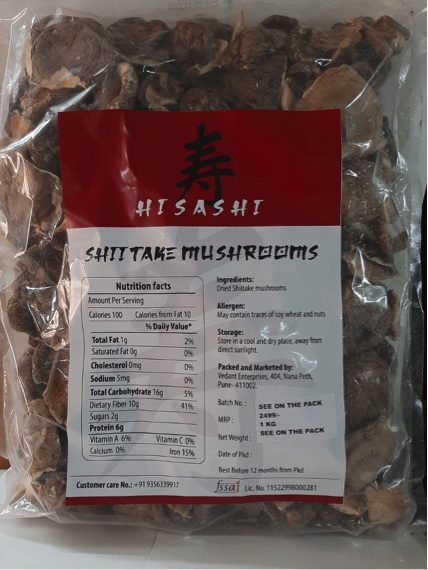 寿
HISASHI
SHIITAKE MUSHROOMS
Nutrition facts
Amount Per Serving
Calories 100 Calories from Fat 10
% Daily Value*
Total Fat 1g 2%
Saturated Fat 0g 0%
Cholesterol 0mg 0%
Sodium 5mg 0%
Total Carbohydrate 16g 5%
Dietary Fiber 10g 41%
Sugars 2g
Protein 6g
Vitamin A 6% Vitamin C 0%
Calcium 0% Iron 15%
Ingredients:
Dried Shiitake mushrooms
Allergen:
May contain traces of soy wheat and nuts
Storage:
Store in a cool and dry place, away from
direct sunlight.
Packed and Marketed by:
Vedant Enterprises, 404, Nana Peth,
Pune- 411002.
Batch No.: SEE ON THE PACK
MRP : 2499/-
1 KG
Net Weight : SEE ON THE PACK
Date of Pkd :
Best Before 12 months from Pkd
Customer care No.: +91 9356339917
fssai Lic. No. 11522998000281